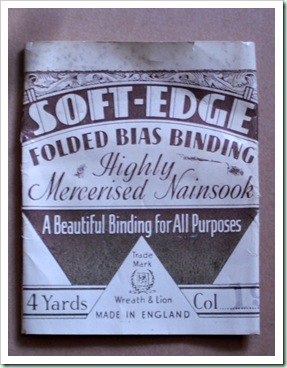 SOFT-EDGE
FOLDED BIAS BINDING
Highly
Mercerised Nainsook
A Beautiful Binding for All Purposes
Trade
Mark
4 Yards
Wreath & Lion
Col
MADE IN ENGLAND